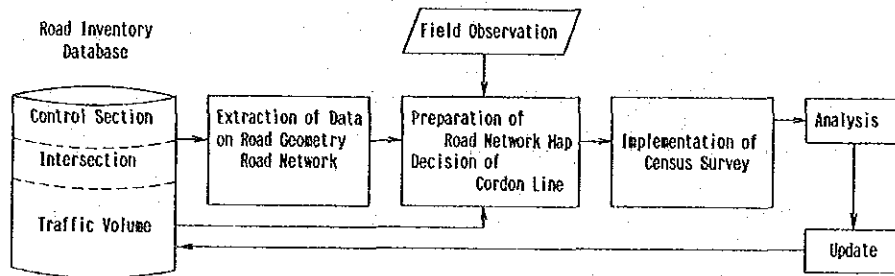 Road Inventory
Database
Control Section
Intersection
Traffic Volume
Extraction of Data
on Road Geometry
Road Network
Field Observation
Preparation of
Road Network Map
Decision of
Cordon Line
Implementation of
Census Survey
Analysis
Update